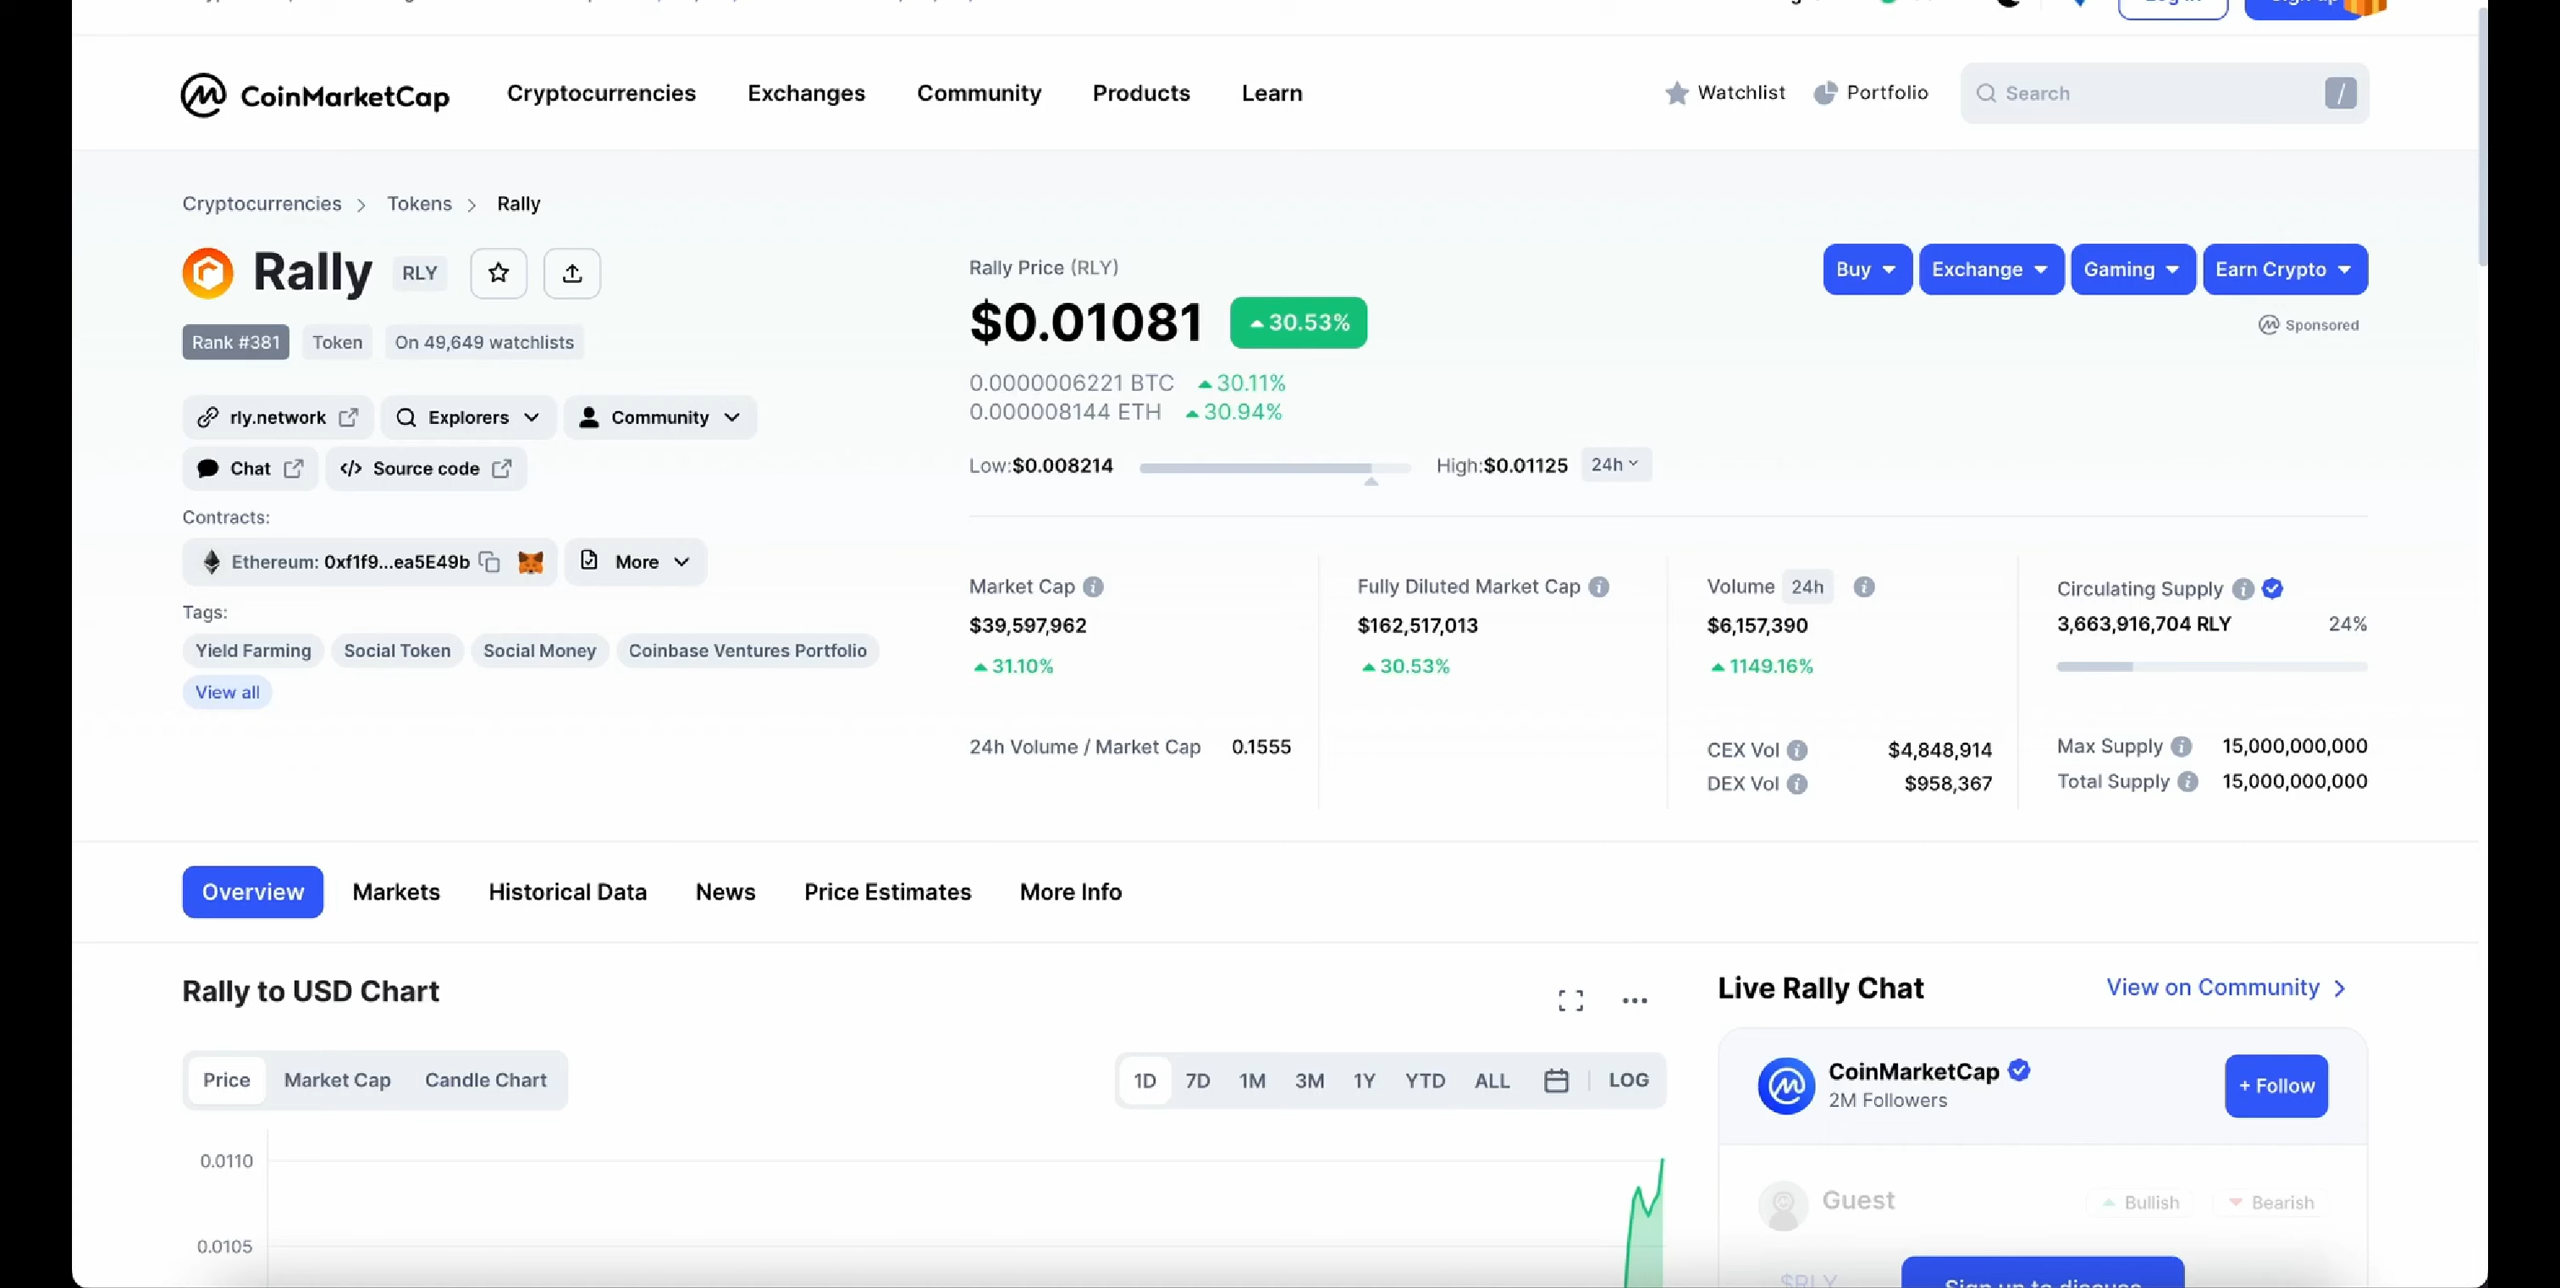 CoinMarketCap
Cryptocurrencies Exchanges Community Products Learn
Watchlist Portfolio Search /
Cryptocurrencies > Tokens > Rally
Rally RLY
Rank #381 Token On 49,649 watchlists
rly.network Explorers Community
Chat </> Source code
Contracts:
Ethereum: 0xf1f9...ea5E49b More
Tags:
Yield Farming Social Token Social Money Coinbase Ventures Portfolio
View all
Rally Price (RLY)
$0.01081 30.53%
0.0000006221 BTC 30.11%
0.000008144 ETH 30.94%
Low:$0.008214 High:$0.01125 24h
Buy Exchange Gaming Earn Crypto
Sponsored
Market Cap
$39,597,962
31.10%
24h Volume / Market Cap 0.1555
Fully Diluted Market Cap
$162,517,013
30.53%
Volume 24h
$6,157,390
1149.16%
CEX Vol $4,848,914
DEX Vol $958,367
Circulating Supply
3,663,916,704 RLY 24%
Max Supply 15,000,000,000
Total Supply 15,000,000,000
Overview Markets Historical Data News Price Estimates More Info
Rally to USD Chart
Price Market Cap Candle Chart
1D 7D 1M 3M 1Y YTD ALL LOG
0.0110
0.0105
Live Rally Chat View on Community >
CoinMarketCap
2M Followers
+ Follow
Guest Bullish Bearish
$RLY
Sign up to discuss